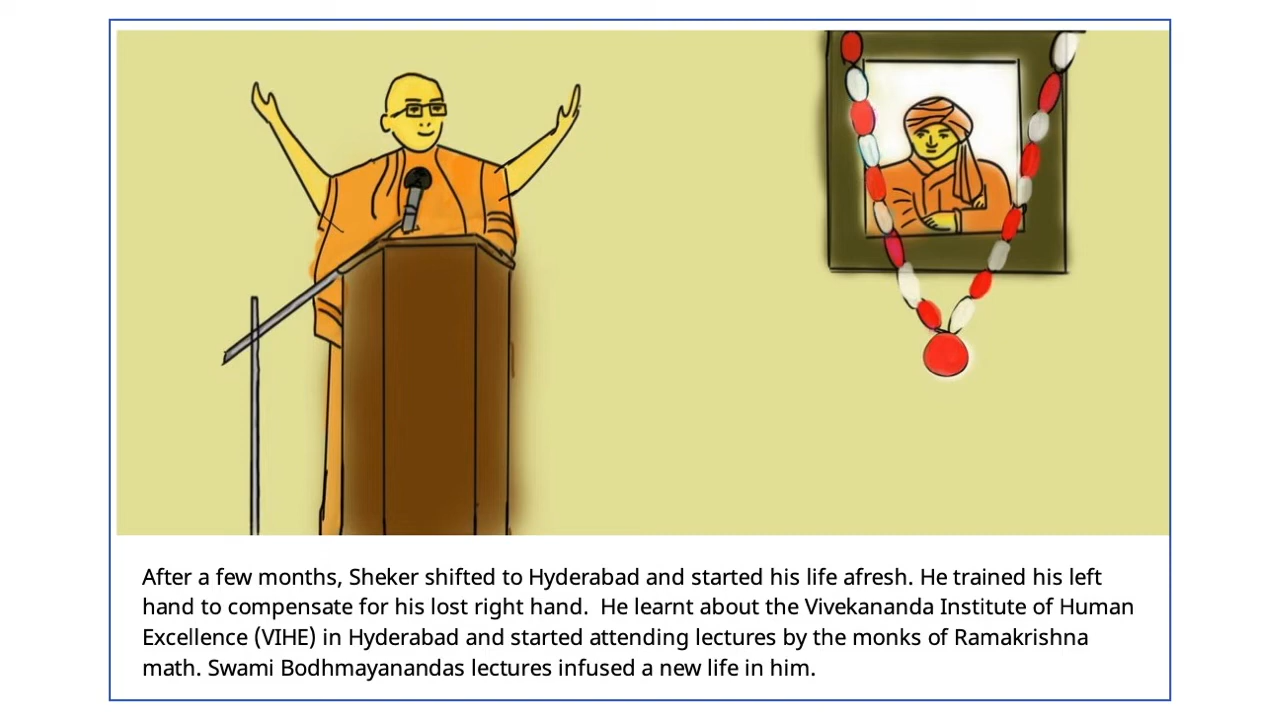 After a few months, Sheker shifted to Hyderabad and started his life afresh. He trained his left
hand to compensate for his lost right hand.  He learnt about the Vivekananda Institute of Human
Excellence (VIHE) in Hyderabad and started attending lectures by the monks of Ramakrishna
math. Swami Bodhmayanandas lectures infused a new life in him.